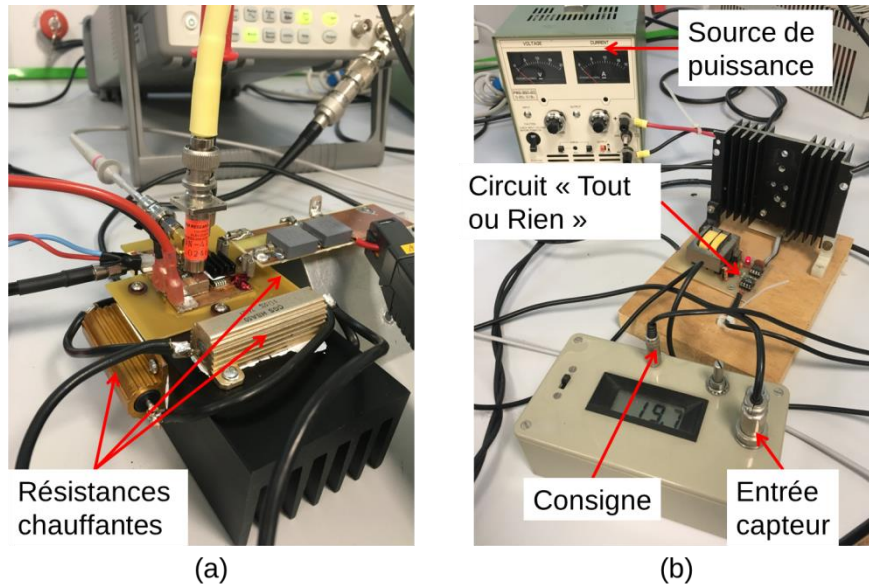 Source de
puissance
VOLTAGE
CURRENT
Circuit « Tout
ou Rien »
19.7
Résistances
chauffantes
Consigne
Entrée
capteur
(a)
(b)